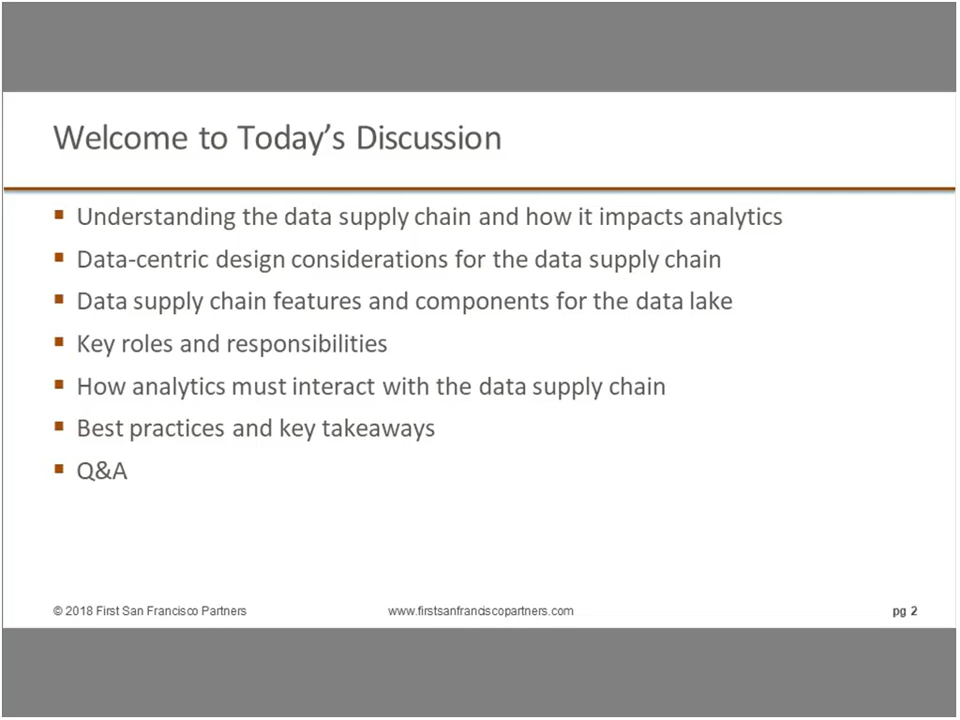 Welcome to Today’s Discussion
Understanding the data supply chain and how it impacts analytics
Data-centric design considerations for the data supply chain
Data supply chain features and components for the data lake
Key roles and responsibilities
How analytics must interact with the data supply chain
Best practices and key takeaways
Q&A
© 2018 First San Francisco Partners www.firstsanfranciscopartners.com pg 2